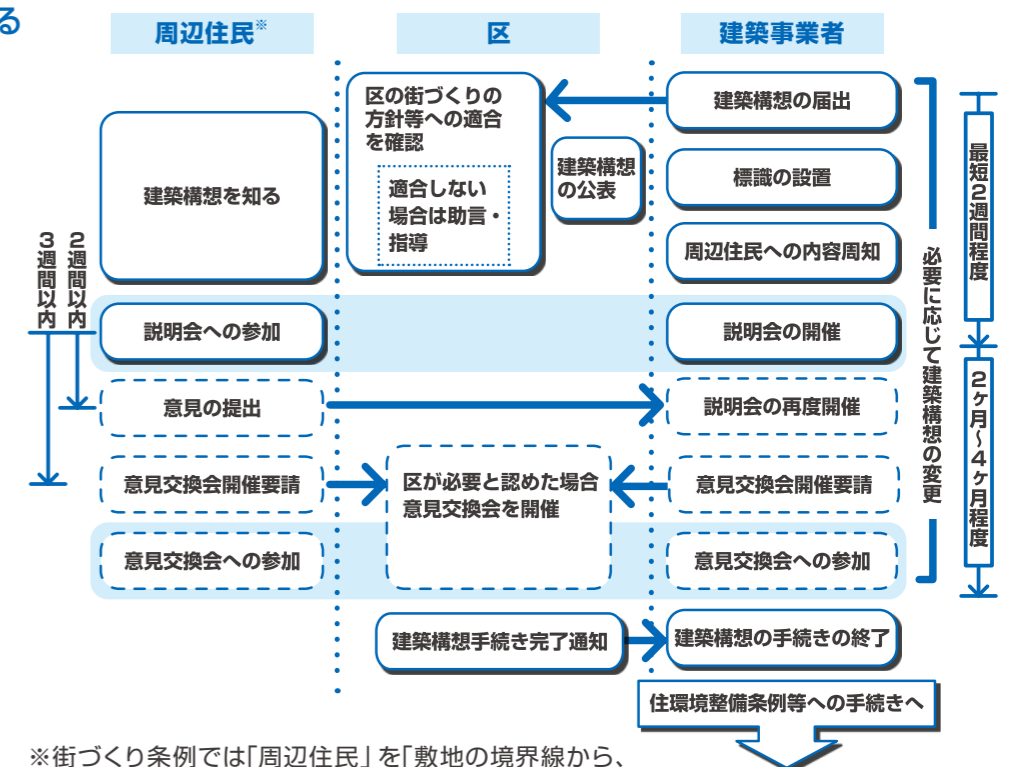 る
周辺住民※
区
建築事業者
区の街づくりの
方針等への適合
を確認
適合しない
場合は助言・
指導
建築構想
の公表
建築構想の届出
標識の設置
周辺住民への内容周知
建築構想を知る
3週間以内
2週間以内
説明会への参加
説明会の開催
意見の提出
説明会の再度開催
意見交換会開催要請
区が必要と認めた場合
意見交換会を開催
意見交換会開催要請
意見交換会への参加
意見交換会への参加
必要に応じて建築構想の変更
最短2週間程度
2ヶ月〜4ヶ月程度
建築構想手続き完了通知
建築構想の手続きの終了
住環境整備条例等への手続きへ
※街づくり条例では「周辺住民」を「敷地の境界線から、